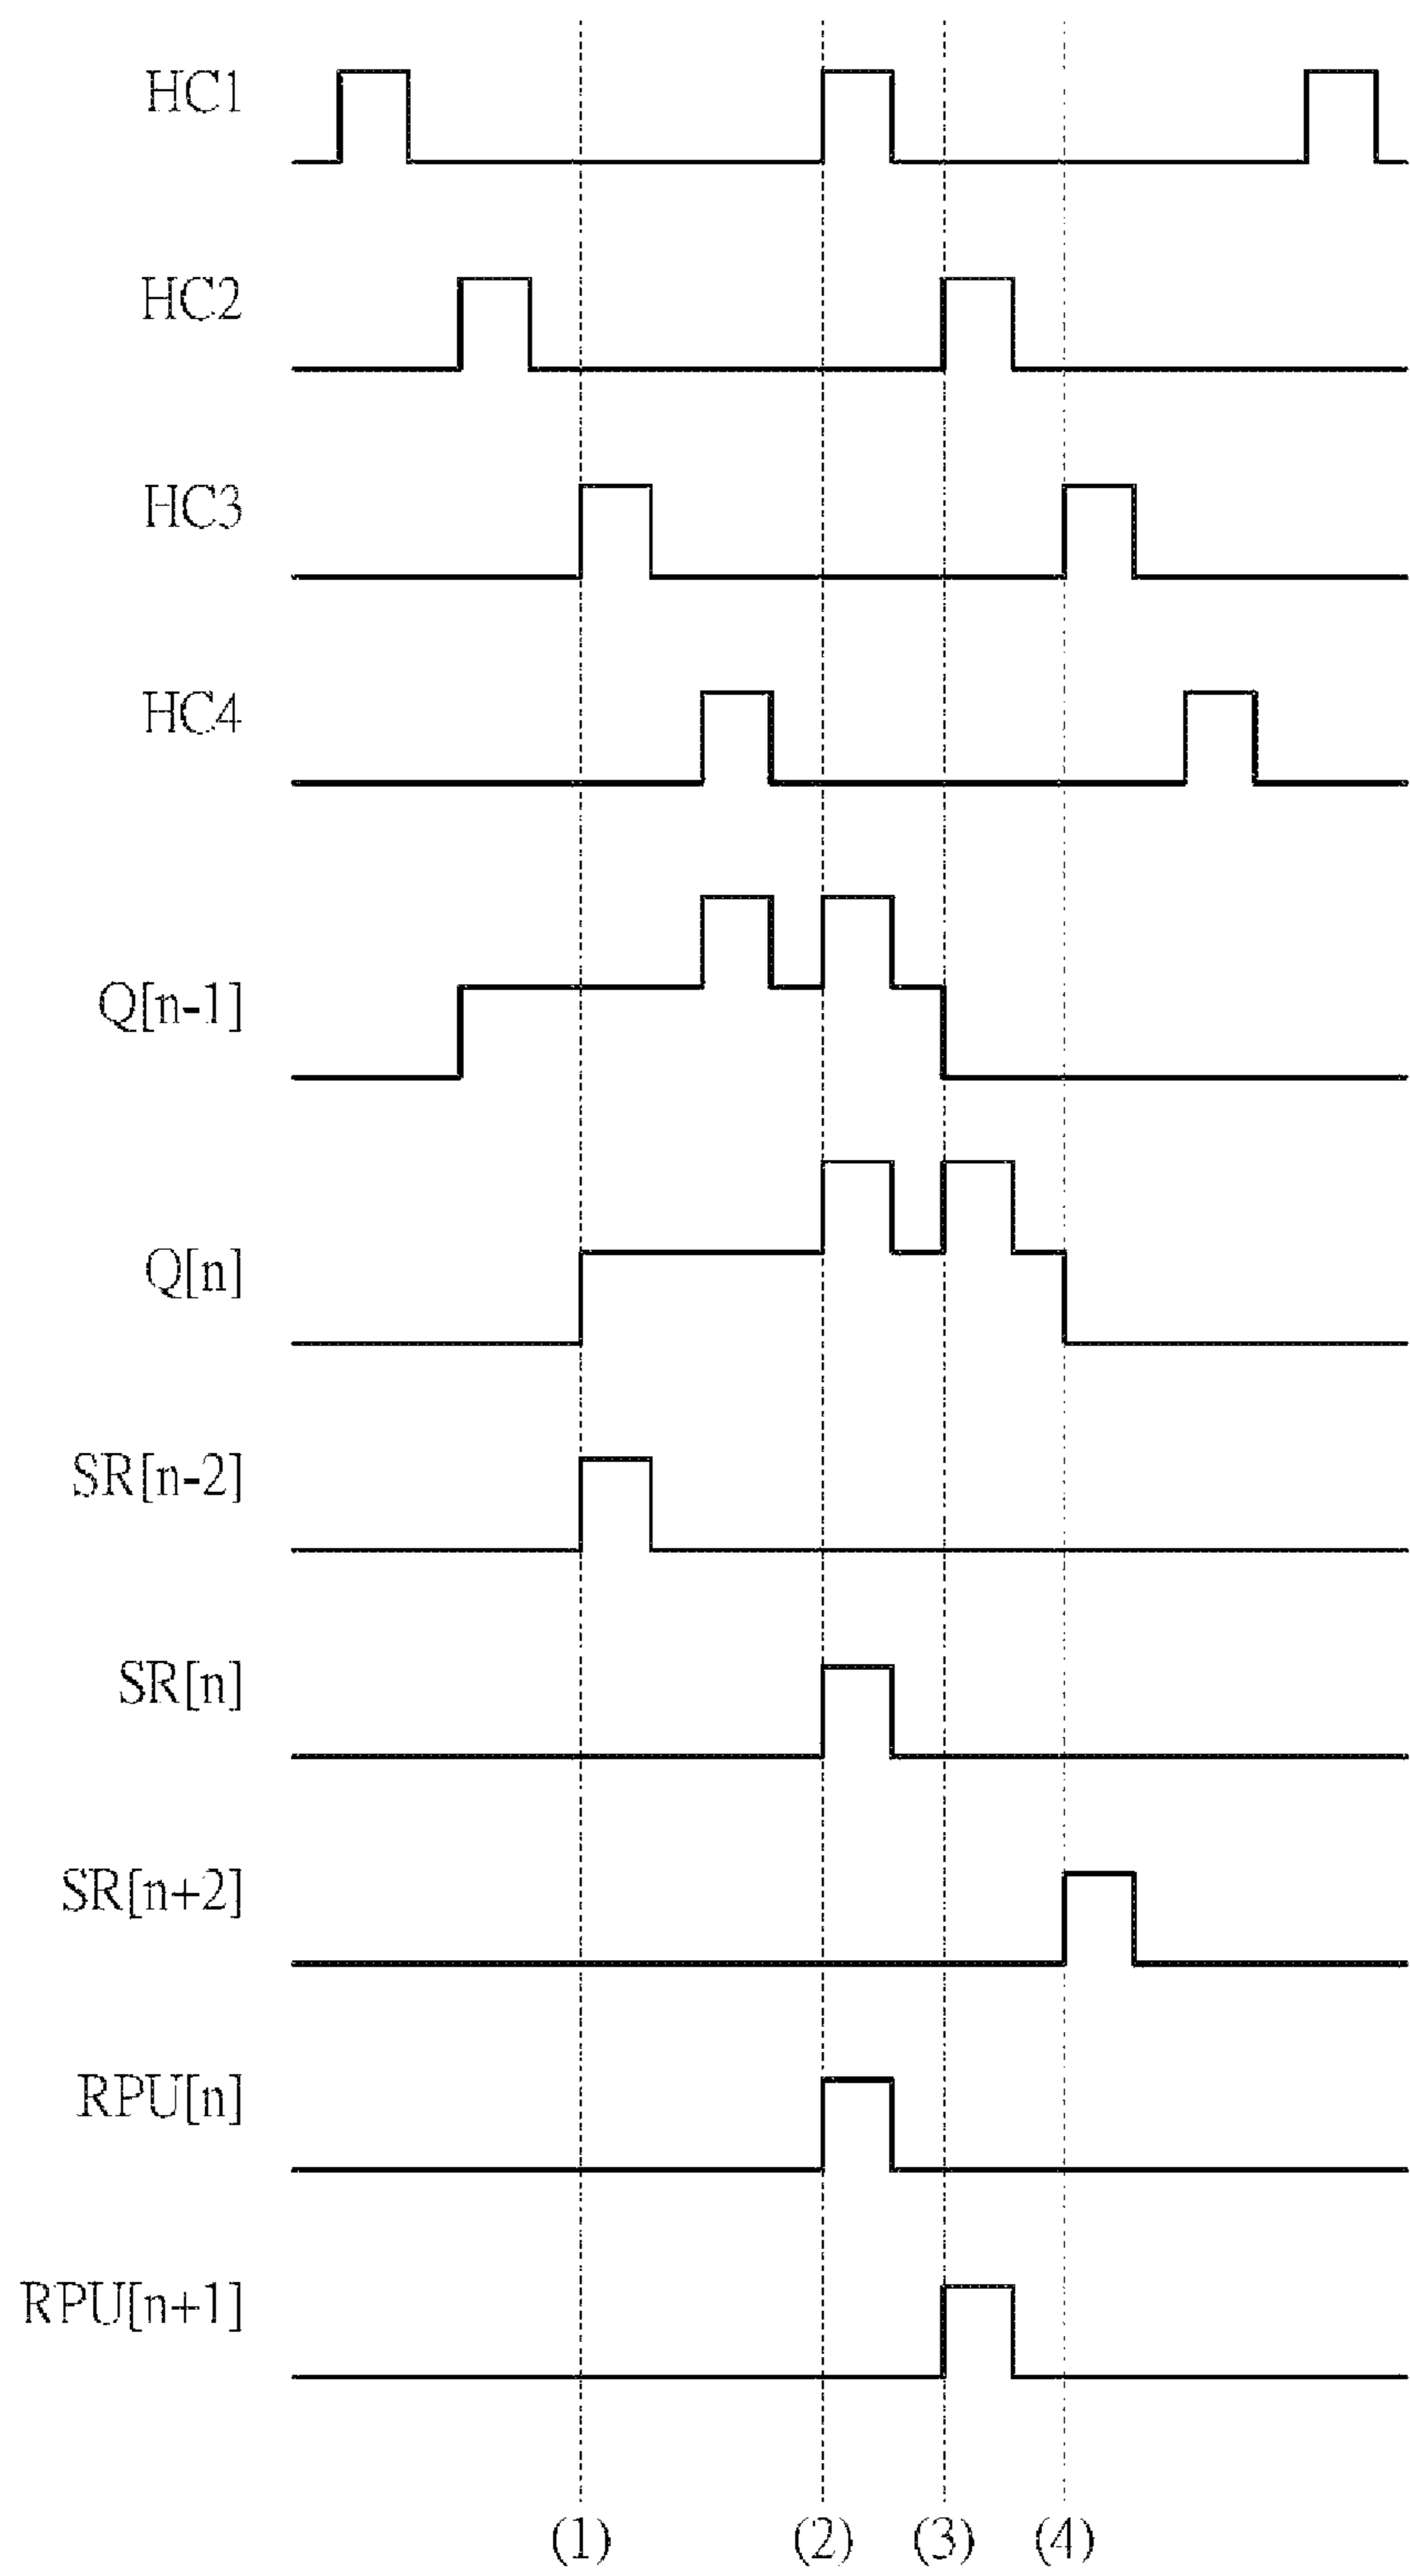 HC1
HC2
HC3
HC4
Q[n-1]
Q[n]
SR[n-2]
SR[n]
SR[n+2]
RPU[n]
RPU[n+1]
(1) (2) (3) (4)